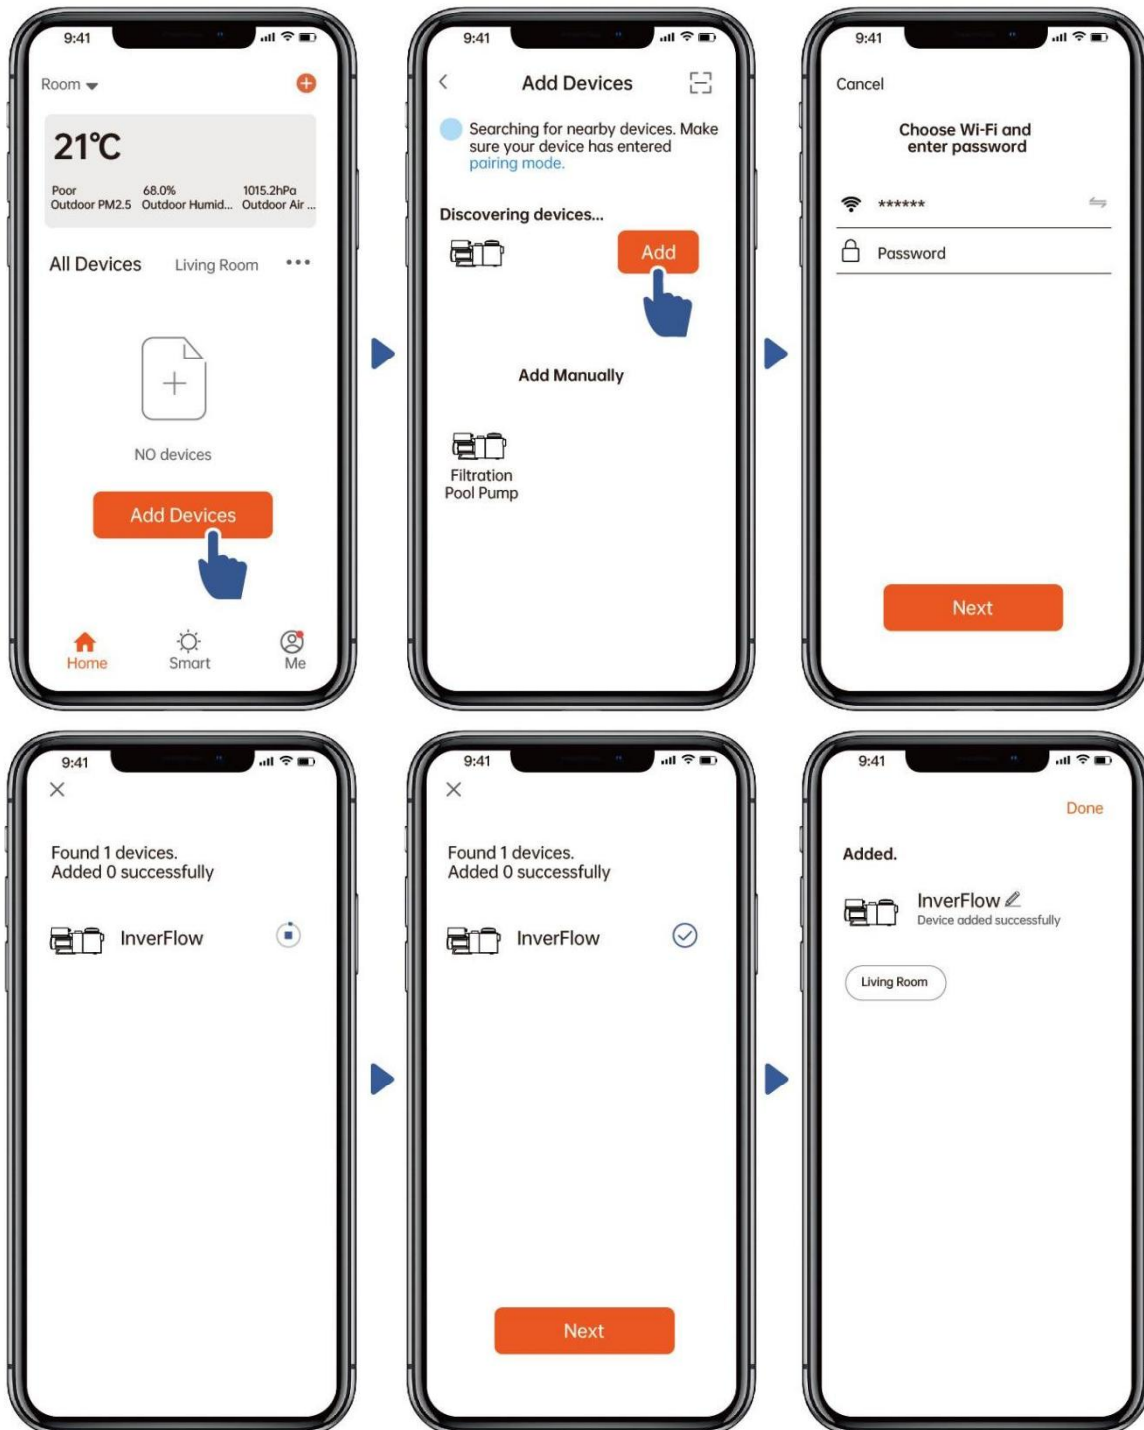 9:41
Room
21℃
Poor 68.0% 1015.2hPa
Outdoor PM2.5 Outdoor Humid... Outdoor Air ...
All Devices Living Room •••
NO devices
Add Devices
Home Smart Me
9:41
Add Devices
Searching for nearby devices. Make
sure your device has entered
pairing mode.
Discovering devices...
Add
Add Manually
Filtration
Pool Pump
9:41
Cancel
Choose Wi-Fi and
enter password
******
Password
Next
9:41
Found 1 devices.
Added 0 successfully
InverFlow
9:41
Found 1 devices.
Added 0 successfully
InverFlow
Next
9:41
Done
Added.
InverFlow
Device added successfully
Living Room